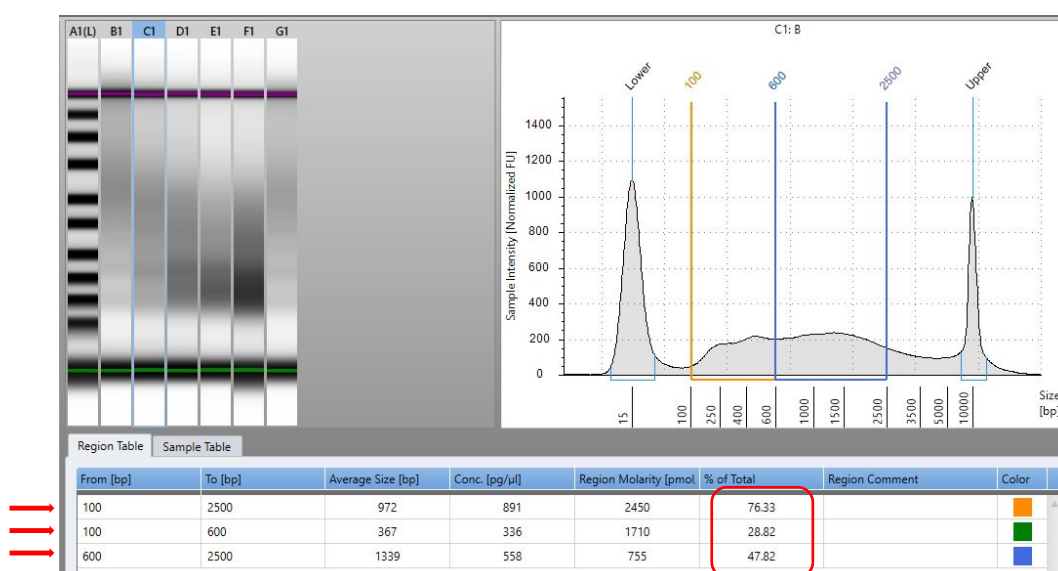 A1(L) B1 C1 D1 E1 F1 G1
C1: B
Lower 100 600 2500 Upper
Sample Intensity [Normalized FU]
1400
1200
1000
800
600
400
200
0
15 100 250 400 600 1000 1500 2500 3500 5000 10000
Size
[bp]
Region Table Sample Table
From [bp] To [bp] Average Size [bp] Conc. [pg/µl] Region Molarity [pmol % of Total Region Comment Color
100 2500 972 891 2450 76.33
100 600 367 336 1710 28.82
600 2500 1339 558 755 47.82